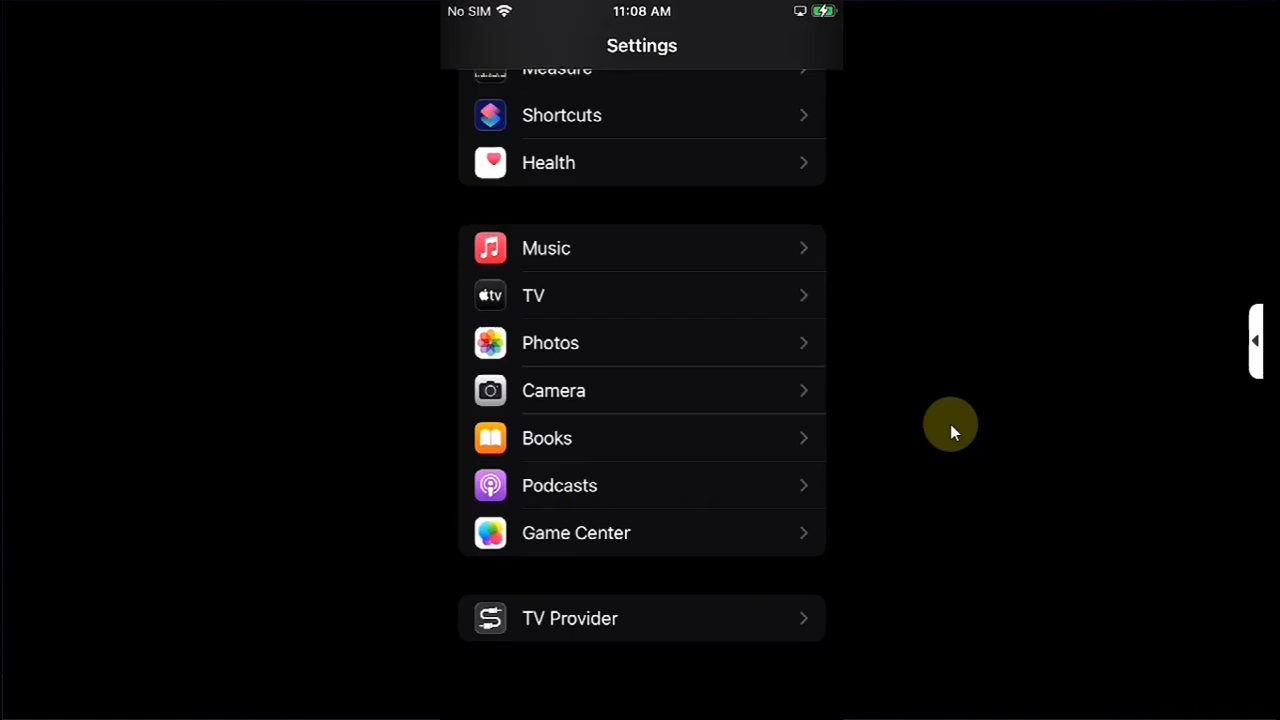 No SIM 11:08 AM
Settings
Measure
Shortcuts
Health
Music
tv TV
Photos
Camera
Books
Podcasts
Game Center
TV Provider